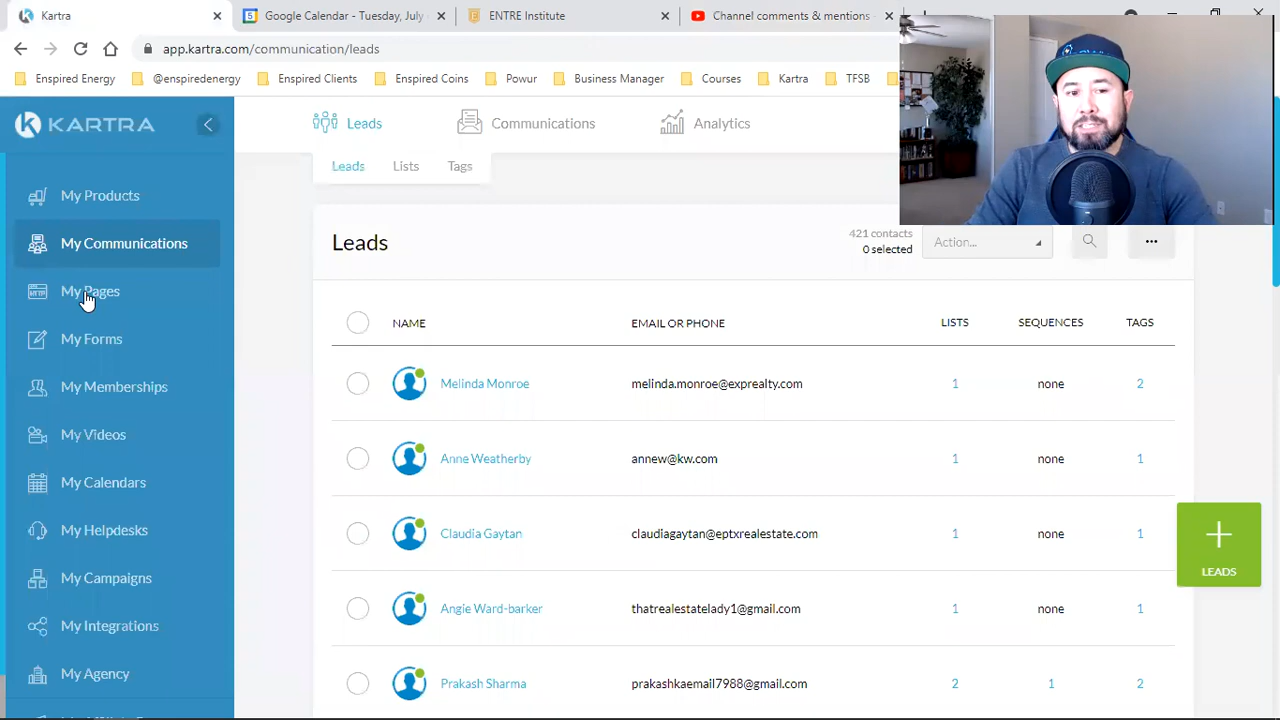 Kartra
Google Calendar - Tuesday, July
ENTRE Institute
Channel comments & mentions -
app.kartra.com/communication/leads
Enspired Energy
@enspiredenergy
Enspired Clients
Enspired Coins
Powur
Business Manager
Courses
Kartra
TFSB
KARTRA
Leads
Communications
Analytics
Leads
Lists
Tags
My Products
My Communications
My Pages
My Forms
My Memberships
My Videos
My Calendars
My Helpdesks
My Campaigns
My Integrations
My Agency
Leads
421 contacts
0 selected
Action...
NAME EMAIL OR PHONE LISTS SEQUENCES TAGS
Melinda Monroe melinda.monroe@exprealty.com 1 none 2
Anne Weatherby annew@kw.com 1 none 1
Claudia Gaytan claudiagaytan@eptxrealestate.com 1 none 1
Angie Ward-barker thatrealestatelady1@gmail.com 1 none 1
Prakash Sharma prakashkaemail7988@gmail.com 2 1 2
LEADS